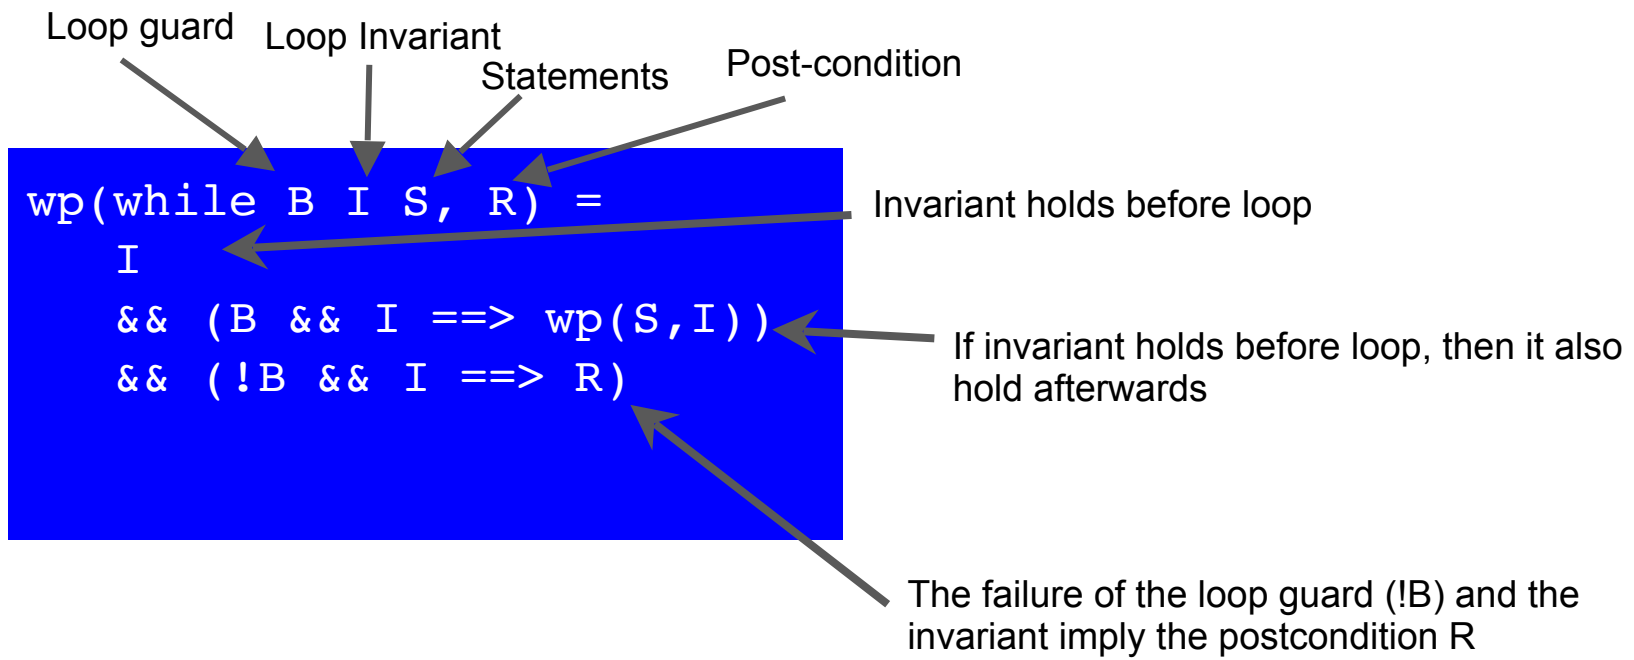 Loop guard
Loop Invariant
Statements
Post-condition
wp(while B I S, R) =
I
&& (B && I ==> wp(S,I))
&& (!B && I ==> R)
Invariant holds before loop
If invariant holds before loop, then it also
hold afterwards
The failure of the loop guard (!B) and the
invariant imply the postcondition R